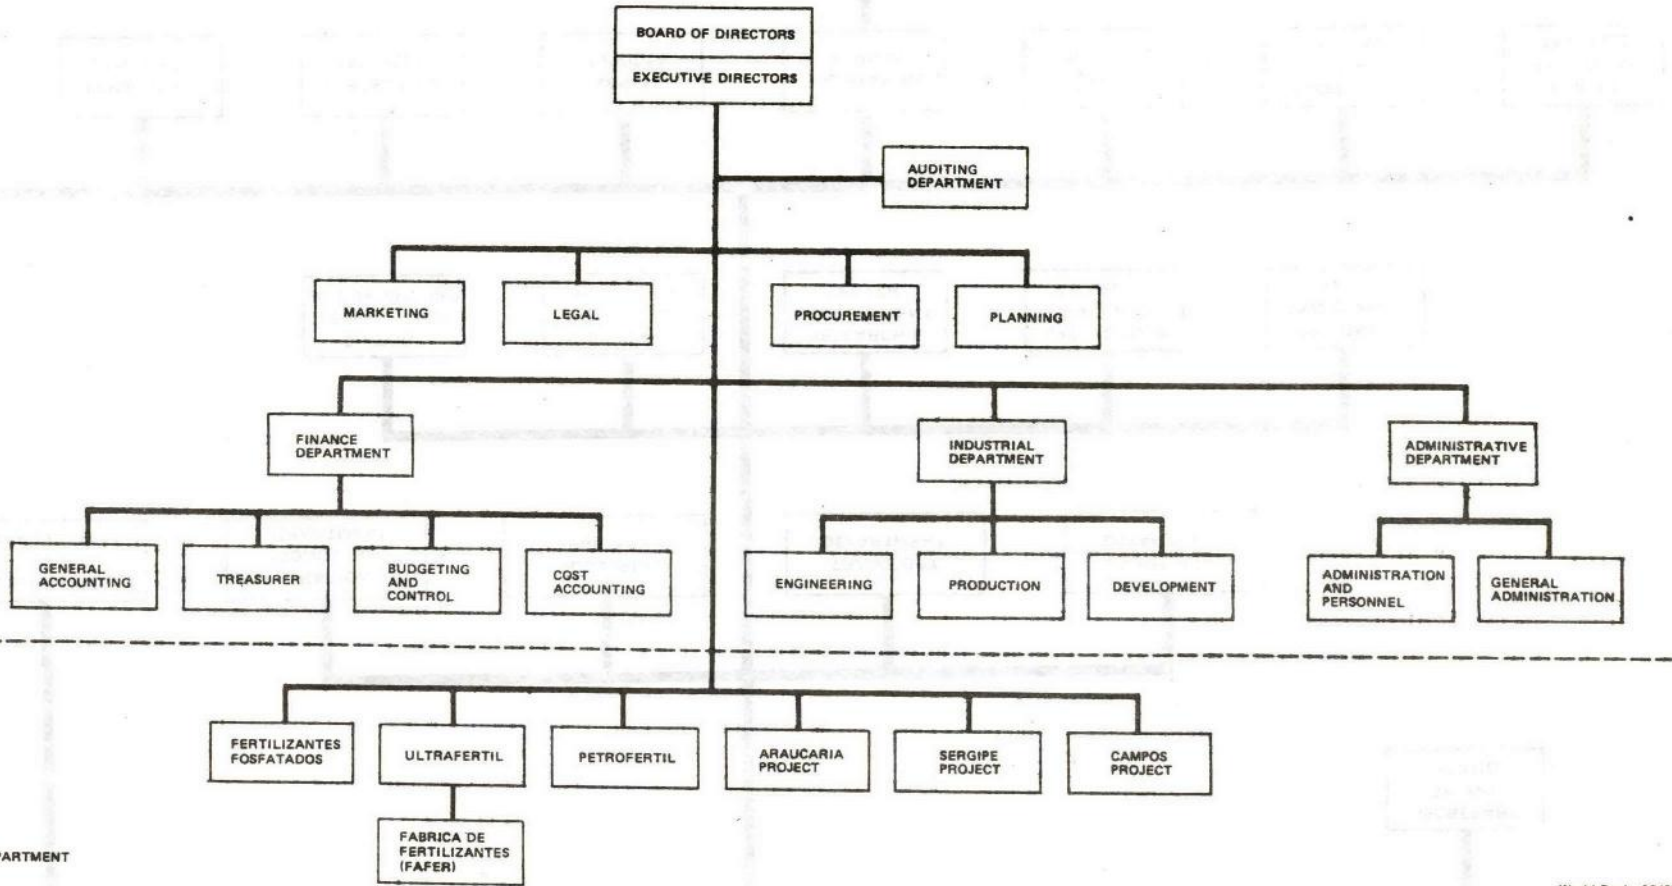 BOARD OF DIRECTORS
EXECUTIVE DIRECTORS
AUDITING
DEPARTMENT
MARKETING
LEGAL
PROCUREMENT
PLANNING
FINANCE
DEPARTMENT
INDUSTRIAL
DEPARTMENT
ADMINISTRATIVE
DEPARTMENT
GENERAL
ACCOUNTING
TREASURER
BUDGETING
AND
CONTROL
COST
ACCOUNTING
ENGINEERING
PRODUCTION
DEVELOPMENT
ADMINISTRATION
AND
PERSONNEL
GENERAL
ADMINISTRATION
FERTILIZANTES
FOSFATADOS
ULTRAFERTIL
PETROFERTIL
ARAUCARIA
PROJECT
SERGIPE
PROJECT
CAMPOS
PROJECT
FABRICA DE
FERTILIZANTES
(FAFER)
PARTMENT